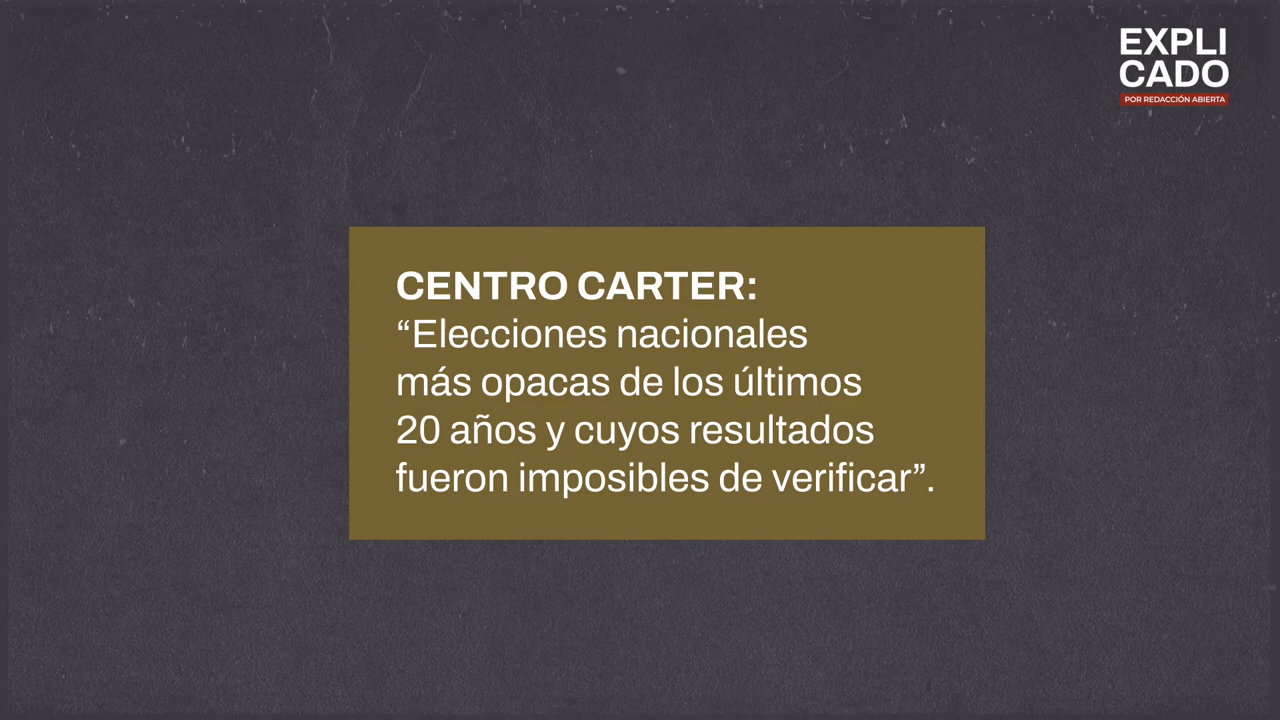 EXPLI
CADO
POR REDACCIÓN ABIERTA
CENTRO CARTER:
“Elecciones nacionales
más opacas de los últimos
20 años y cuyos resultados
fueron imposibles de verificar”.